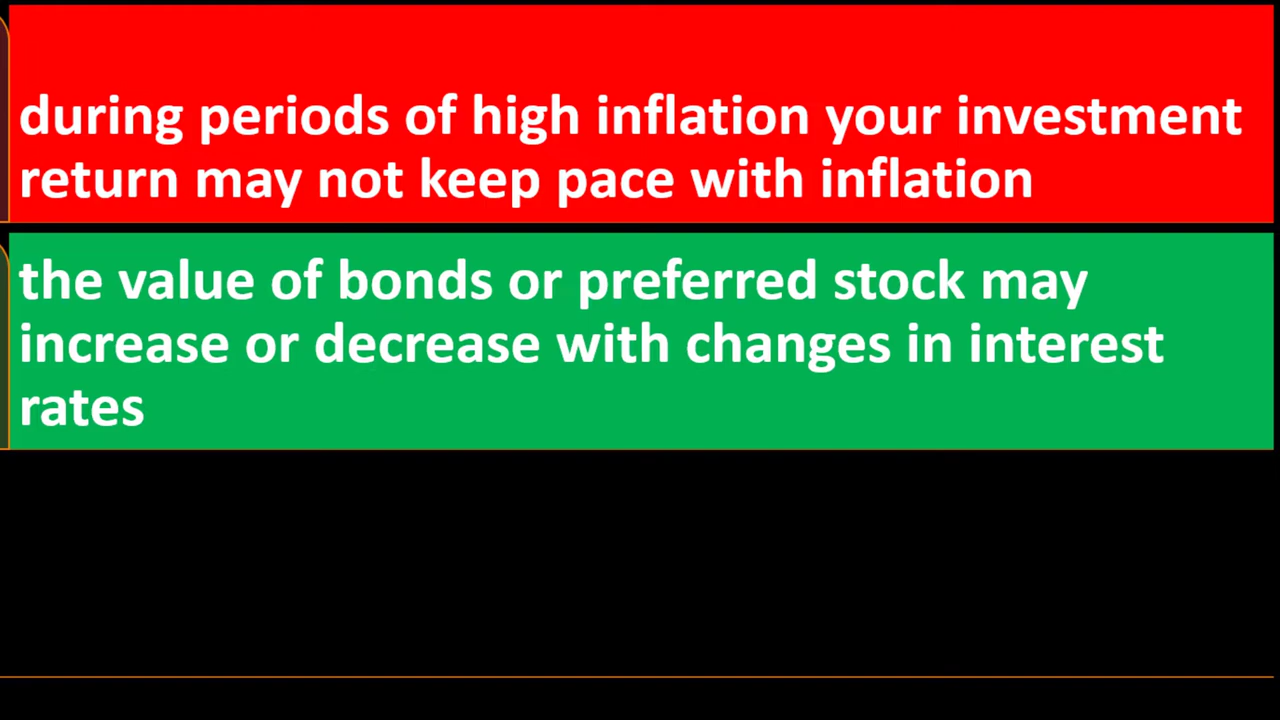 during periods of high inflation your investment
return may not keep pace with inflation
the value of bonds or preferred stock may
increase or decrease with changes in interest
rates